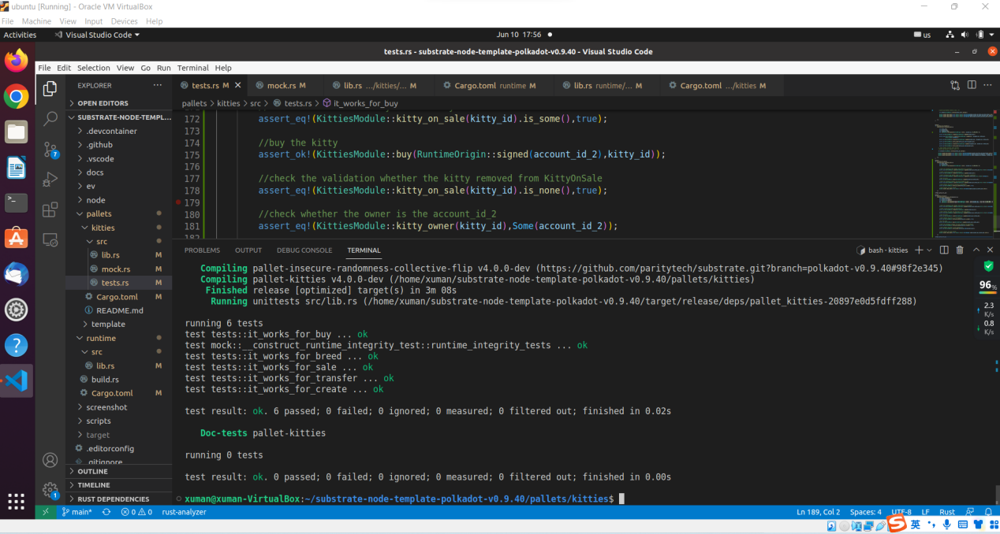 ubuntu [Running] - Oracle VM VirtualBox
File Machine View Input Devices Help
Activities Visual Studio Code Jun 10 17:56 us
tests.rs - substrate-node-template-polkadot-v0.9.40 - Visual Studio Code
File Edit Selection View Go Run Terminal Help
EXPLORER
tests.rs M mock.rs M lib.rs .../kitties/... M Cargo.toml runtime M lib.rs runtime/... M Cargo.toml .../kitties M
OPEN EDITORS
pallets > kitties > src > tests.rs > it_works_for_buy
SUBSTRATE-NODE-TEMPL...
.devcontainer
.github
.vscode
docs
ev
node
pallets
kitties
src
lib.rs M
mock.rs M
tests.rs M
Cargo.toml M
README.md
template
runtime
src
lib.rs M
build.rs
Cargo.toml M
screenshot
scripts
target
.editorconfig
.gitignore
OUTLINE
TIMELINE
RUST DEPENDENCIES
7
1
172 assert_eq!(KittiesModule::kitty_on_sale(kitty_id).is_some(),true);
173
174 //buy the kitty
175 assert_ok!(KittiesModule::buy(RuntimeOrigin::signed(account_id_2),kitty_id));
176
177 //check the validation whether the kitty removed from KittyOnSale
178 assert_eq!(KittiesModule::kitty_on_sale(kitty_id).is_none(),true);
179
180 //check whether the owner is the account_id_2
181 assert_eq!(KittiesModule::kitty_owner(kitty_id),Some(account_id_2));
182
PROBLEMS OUTPUT DEBUG CONSOLE TERMINAL bash - kitties
Compiling pallet-insecure-randomness-collective-flip v4.0.0-dev (https://github.com/paritytech/substrate.git?branch=polkadot-v0.9.40#98f2e345)
Compiling pallet-kitties v4.0.0-dev (/home/xuman/substrate-node-template-polkadot-v0.9.40/pallets/kitties)
Finished release [optimized] target(s) in 3m 08s
Running unittests src/lib.rs (/home/xuman/substrate-node-template-polkadot-v0.9.40/target/release/deps/pallet_kitties-20897e0d5fdff288)
running 6 tests
test tests::it_works_for_buy ... ok
test mock::__construct_runtime_integrity_test::runtime_integrity_tests ... ok
test tests::it_works_for_breed ... ok
test tests::it_works_for_sale ... ok
test tests::it_works_for_transfer ... ok
test tests::it_works_for_create ... ok
test result: ok. 6 passed; 0 failed; 0 ignored; 0 measured; 0 filtered out; finished in 0.02s
Doc-tests pallet-kitties
running 0 tests
test result: ok. 0 passed; 0 failed; 0 ignored; 0 measured; 0 filtered out; finished in 0.00s
xuman@xuman-VirtualBox:~/substrate-node-template-polkadot-v0.9.40/pallets/kitties$
96%
2.3
K/s
0.8
K/s
main* 0 0 rust-analyzer Ln 189, Col 2 Spaces: 4 UTF-8 LF Rust
英